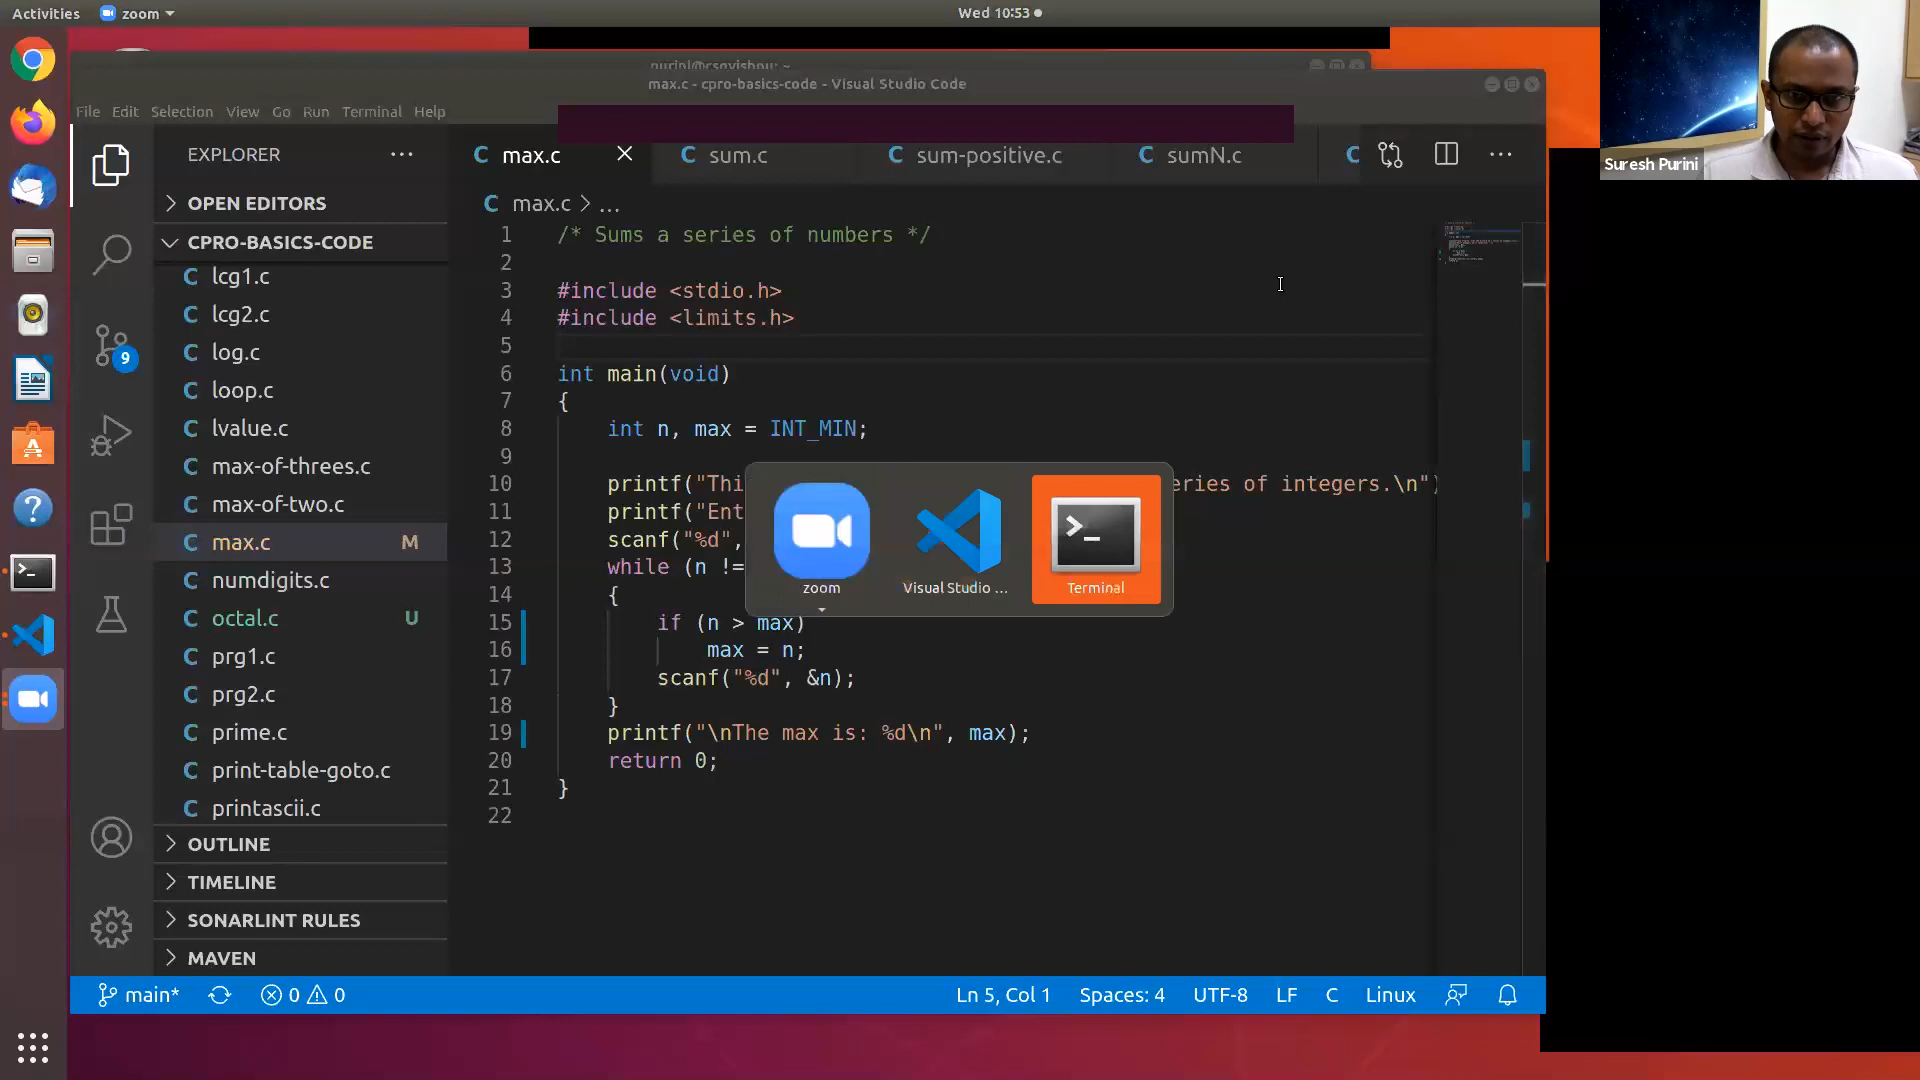 Activities
zoom
Wed 10:53
Suresh Purini
max.c - cpro-basics-code - Visual Studio Code
File Edit Selection View Go Run Terminal Help
EXPLORER
OPEN EDITORS
CPRO-BASICS-CODE
C lcg1.c
C lcg2.c
C log.c
C loop.c
C lvalue.c
C max-of-threes.c
C max-of-two.c
C max.c M
C numdigits.c
C octal.c U
C prg1.c
C prg2.c
C prime.c
C print-table-goto.c
C printascii.c
OUTLINE
TIMELINE
SONARLINT RULES
MAVEN
9
C max.c
C sum.c
C sum-positive.c
C sumN.c
C
C max.c > ...
1 /* Sums a series of numbers */
2
3 #include <stdio.h>
4 #include <limits.h>
5
6 int main(void)
7 {
8 int n, max = INT_MIN;
9
10 printf("Thi eries of integers.\n")
11 printf("Ent
12 scanf("%d",
13 while (n !=
14 {
15 if (n > max)
16 max = n;
17 scanf("%d", &n);
18 }
19 printf("\nThe max is: %d\n", max);
20 return 0;
21 }
22
zoom
Visual Studio ...
Terminal
main*
0
0
Ln 5, Col 1
Spaces: 4
UTF-8
LF
C
Linux